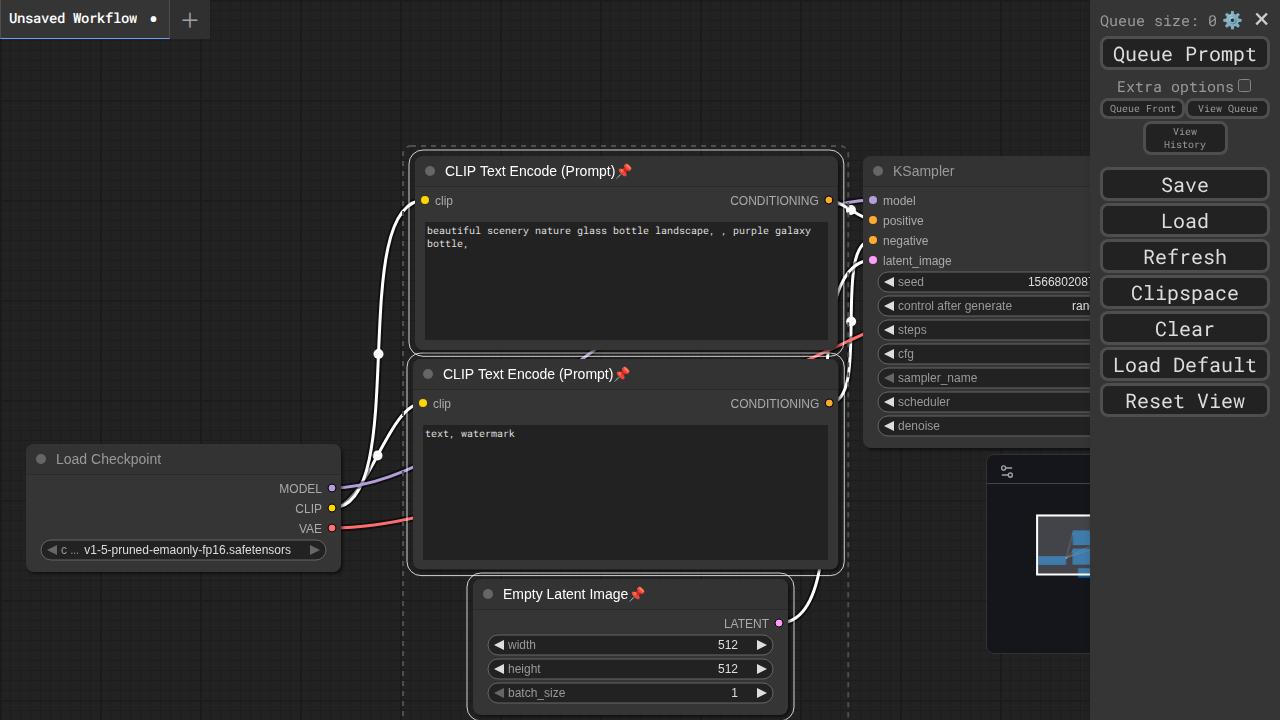 Unsaved Workflow
Queue size: 0
Queue Prompt
Extra options
Queue Front
View Queue
View
History
Save
Load
Refresh
Clipspace
Clear
Load Default
Reset View
CLIP Text Encode (Prompt)
clip
CONDITIONING
beautiful scenery nature glass bottle landscape, , purple galaxy
bottle,
CLIP Text Encode (Prompt)
clip
CONDITIONING
text, watermark
KSampler
model
positive
negative
latent_image
seed 1566802087
control after generate ran
steps
cfg
sampler_name
scheduler
denoise
Load Checkpoint
MODEL
CLIP
VAE
c ... v1-5-pruned-emaonly-fp16.safetensors
Empty Latent Image
LATENT
width 512
height 512
batch_size 1